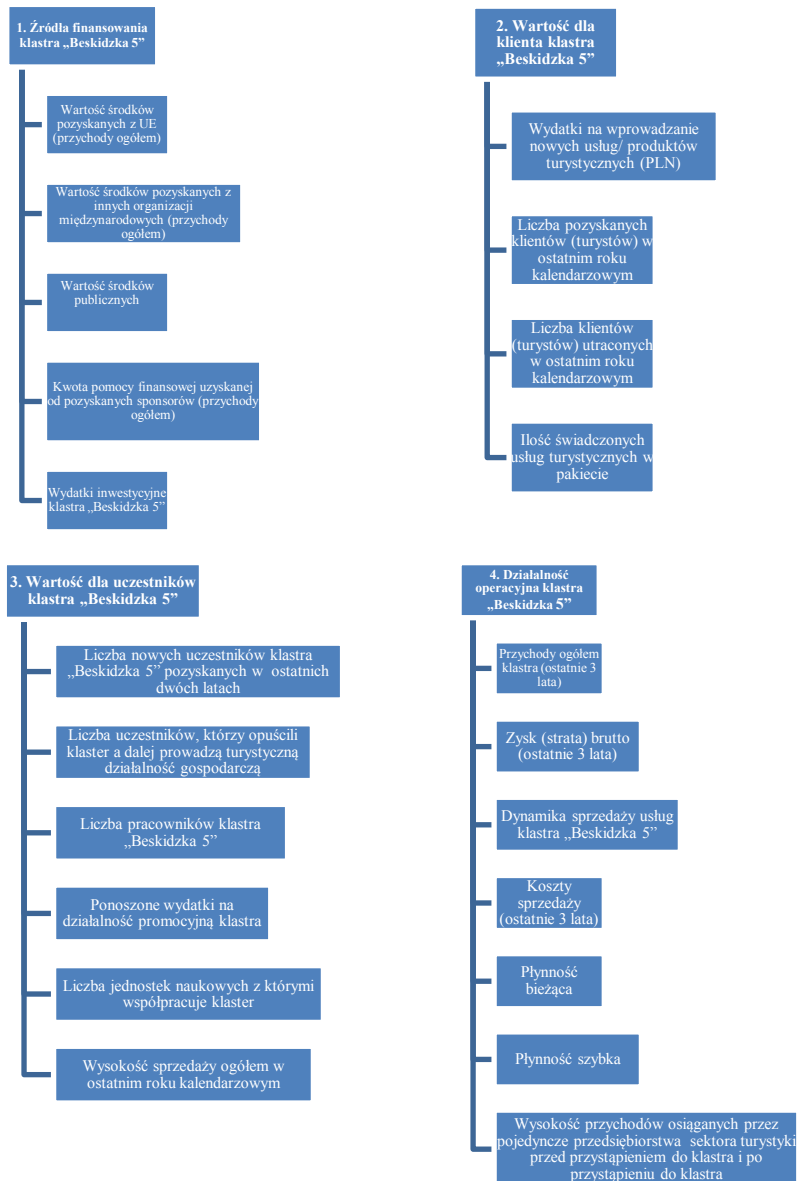 1. Źródła finansowania
klastra „Beskidzka 5”
Wartość środków
pozyskanych z UE
(przychody ogółem)
Wartość środków pozyskanych z
innych organizacji
międzynarodowych (przychody
ogółem)
Wartość środków
publicznych
Kwota pomocy finansowej uzyskanej
od pozyskanych sponsorów (przychody
ogółem)
Wydatki inwestycyjne
klastra „Beskidzka 5”
2. Wartość dla
klienta klastra
„Beskidzka 5”
Wydatki na wprowadzanie
nowych usług/ produktów
turystycznych (PLN)
Liczba pozyskanych
klientów (turystów) w
ostatnim roku
kalendarzowym
Liczba klientów
(turystów) utraconych
w ostatnim roku
kalendarzowym
Ilość świadczonych
usług turystycznych w
pakiecie
3. Wartość dla uczestników
klastra „Beskidzka 5”
Liczba nowych uczestników klastra
„Beskidzka 5” pozyskanych w ostatnich
dwóch latach
Liczba uczestników, którzy opuścili
klaster a dalej prowadzą turystyczną
działalność gospodarczą
Liczba pracowników klastra
„Beskidzka 5”
Ponoszone wydatki na
działalność promocyjną klastra
Liczba jednostek naukowych z którymi
współpracuje klaster
Wysokość sprzedaży ogółem w
ostatnim roku kalendarzowym
4. Działalność
operacyjna klastra
„Beskidzka 5”
Przychody ogółem
klastra (ostatnie 3
lata)
Zysk (strata) brutto
(ostatnie 3 lata)
Dynamika sprzedaży usług
klastra „Beskidzka 5”
Koszty
sprzedaży
(ostatnie 3 lata)
Płynność
bieżąca
Płynność szybka
Wysokość przychodów osiąganych przez
pojedyncze przedsiębiorstwa sektora turystyki
przed przystąpieniem do klastra i po
przystąpieniu do klastra